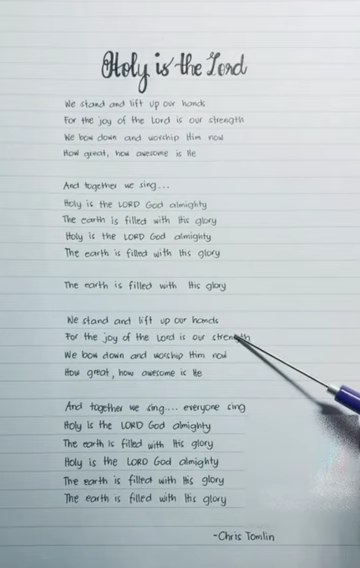 Holy is the Lord
We stand and lift up our hands
For the joy of the Lord is our strength
We bow down and worship Him now
How great, how awesome is He
And together we sing...
Holy is the LORD God almighty
The earth is filled with His glory
Holy is the LORD God almighty
The earth is filled with His glory
The earth is filled with His glory
We stand and lift up our hands
For the joy of the Lord is our strength
We bow down and worship Him now
How great, how awesome is He
And together we sing.... everyone sing
Holy is the LORD God almighty
The earth is filled with His glory
Holy is the LORD God almighty
The earth is filled with His glory
The earth is filled with His glory
-Chris Tomlin